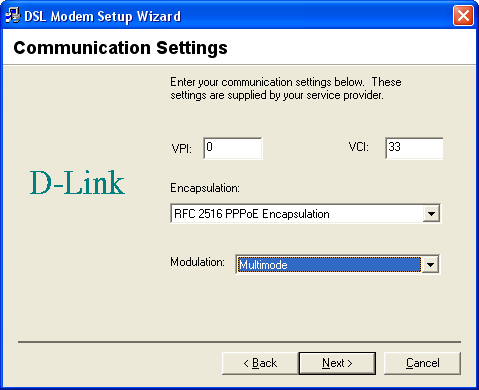 DSL Modem Setup Wizard
Communication Settings
Enter your communication settings below. These
settings are supplied by your service provider.
VPI: 0 VCI: 33
D-Link
Encapsulation:
RFC 2516 PPPoE Encapsulation
Modulation: Multimode
< Back Next > Cancel